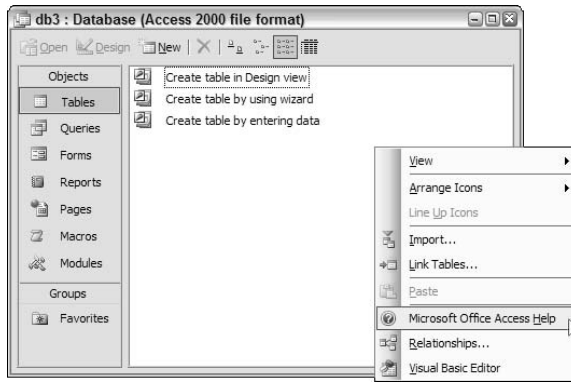 db3 : Database (Access 2000 file format)
Open Design New
Objects
Tables
Queries
Forms
Reports
Pages
Macros
Modules
Groups
Favorites
Create table in Design view
Create table by using wizard
Create table by entering data
View
Arrange Icons
Line Up Icons
Import...
Link Tables...
Paste
Microsoft Office Access Help
Relationships...
Visual Basic Editor